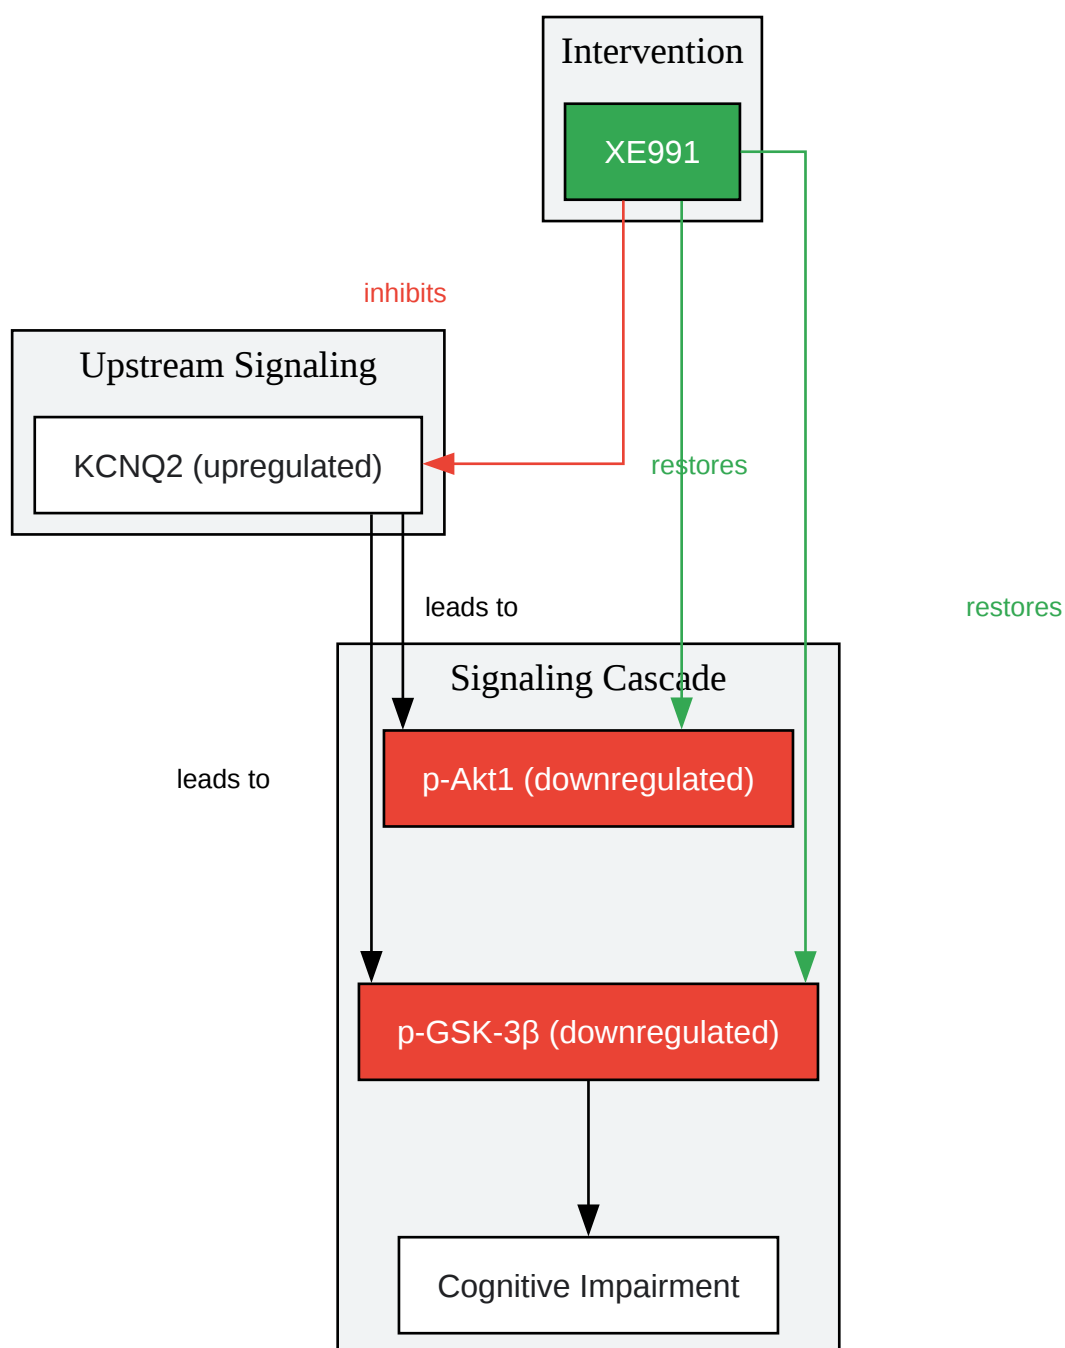 Intervention
XE991
inhibits
Upstream Signaling
KCNQ2 (upregulated)
restores
leads to
restores
Signaling Cascade
p-Akt1 (downregulated)
leads to
p-GSK-3β (downregulated)
Cognitive Impairment